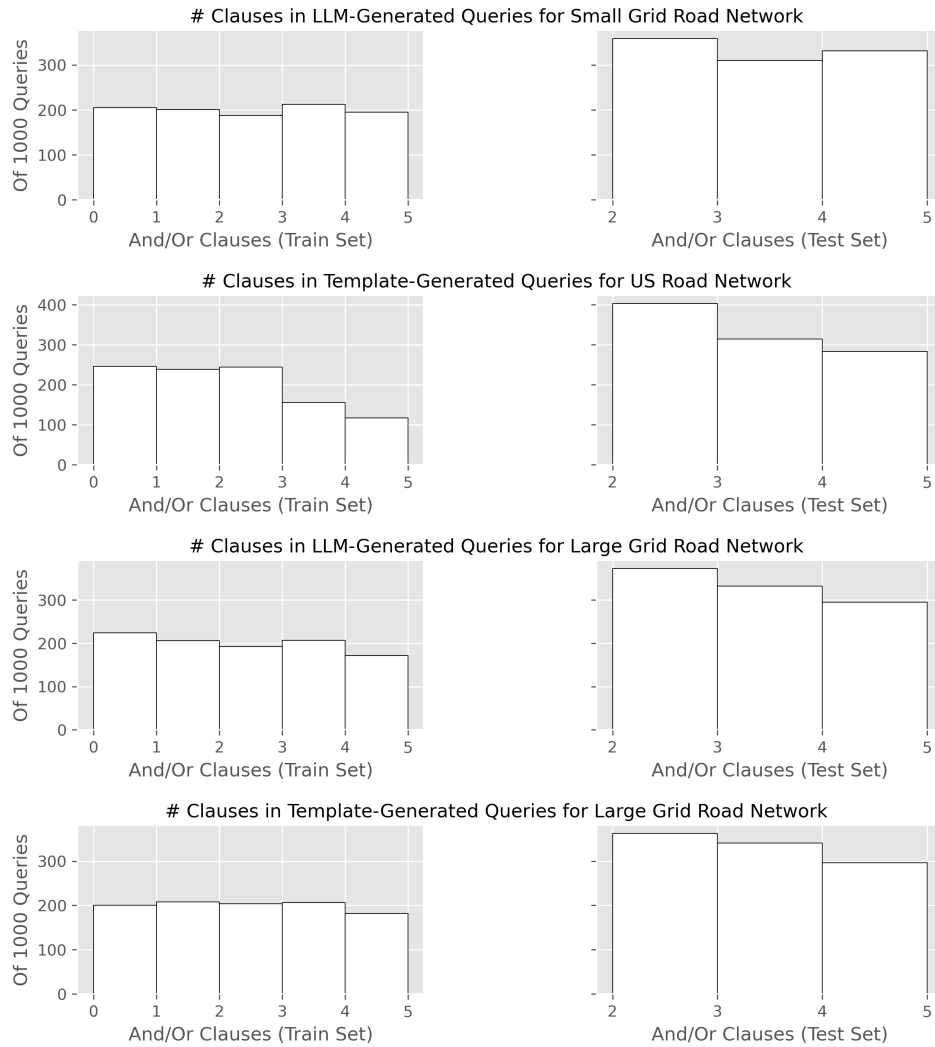 # Clauses in LLM-Generated Queries for Small Grid Road Network
Of 1000 Queries
300
200
100
0
0 1 2 3 4 5
2 3 4 5
And/Or Clauses (Train Set)
And/Or Clauses (Test Set)
# Clauses in Template-Generated Queries for US Road Network
Of 1000 Queries
400
300
200
100
0
0 1 2 3 4 5
2 3 4 5
And/Or Clauses (Train Set)
And/Or Clauses (Test Set)
# Clauses in LLM-Generated Queries for Large Grid Road Network
Of 1000 Queries
300
200
100
0
0 1 2 3 4 5
2 3 4 5
And/Or Clauses (Train Set)
And/Or Clauses (Test Set)
# Clauses in Template-Generated Queries for Large Grid Road Network
Of 1000 Queries
300
200
100
0
0 1 2 3 4 5
2 3 4 5
And/Or Clauses (Train Set)
And/Or Clauses (Test Set)